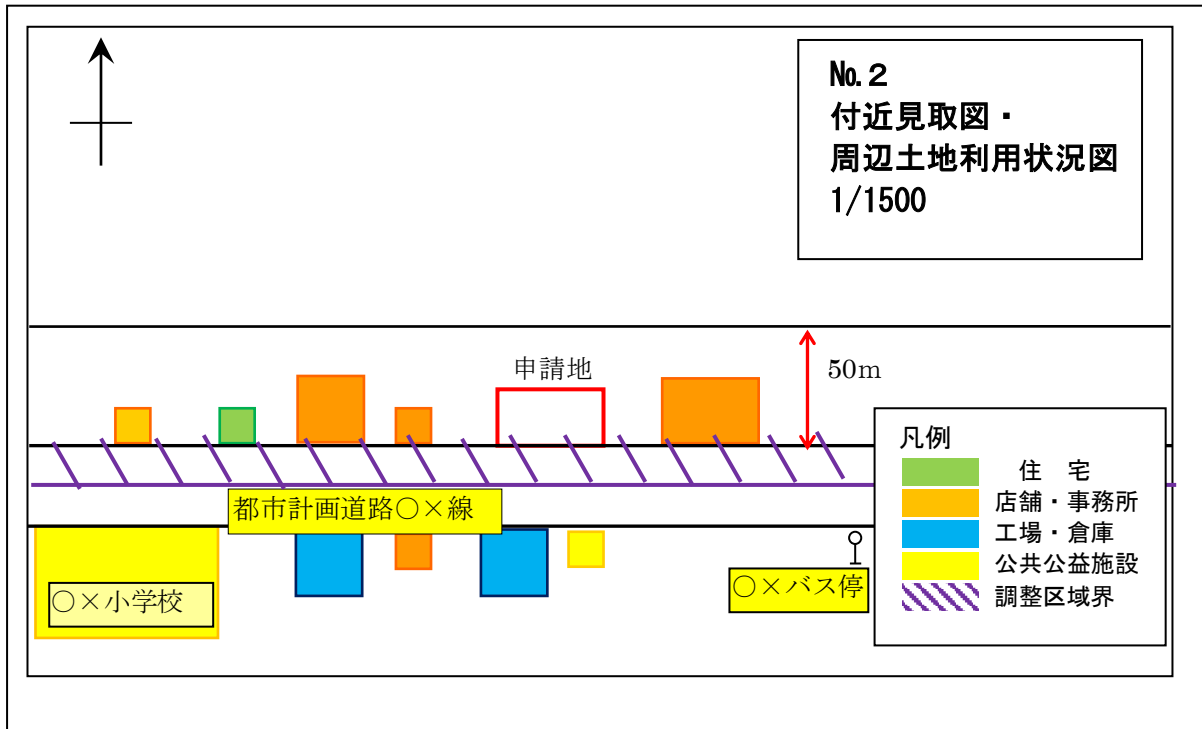 №２
付近見取図・
周辺土地利用状況図
1/1500
申請地
50m
凡例
住　宅
店舗・事務所
工場・倉庫
公共公益施設
調整区域界
都市計画道路○×線
○×小学校
○×バス停